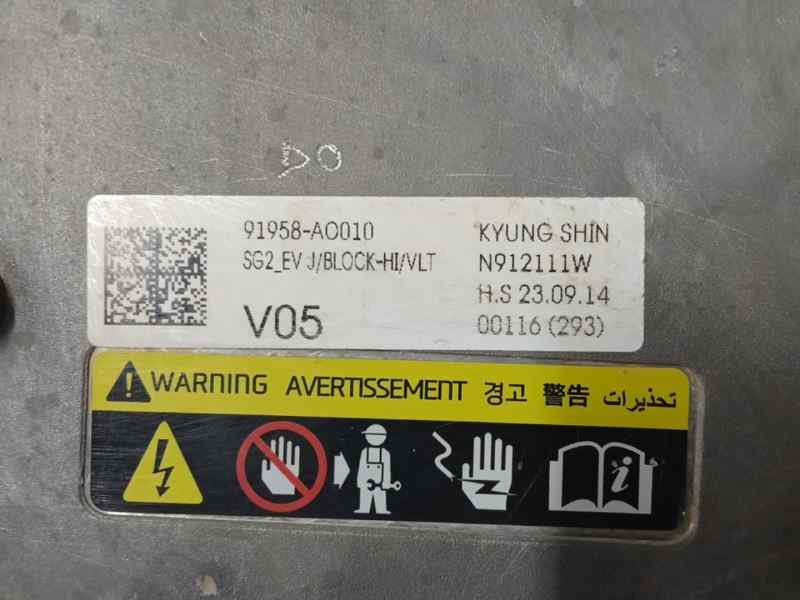 91958-AO010
SG2_EV J/BLOCK-HI/VLT
V05
KYUNG SHIN
N912111W
H.S 23.09.14
00116 (293)
WARNING AVERTISSEMENT 경고 警告 تحذيرات